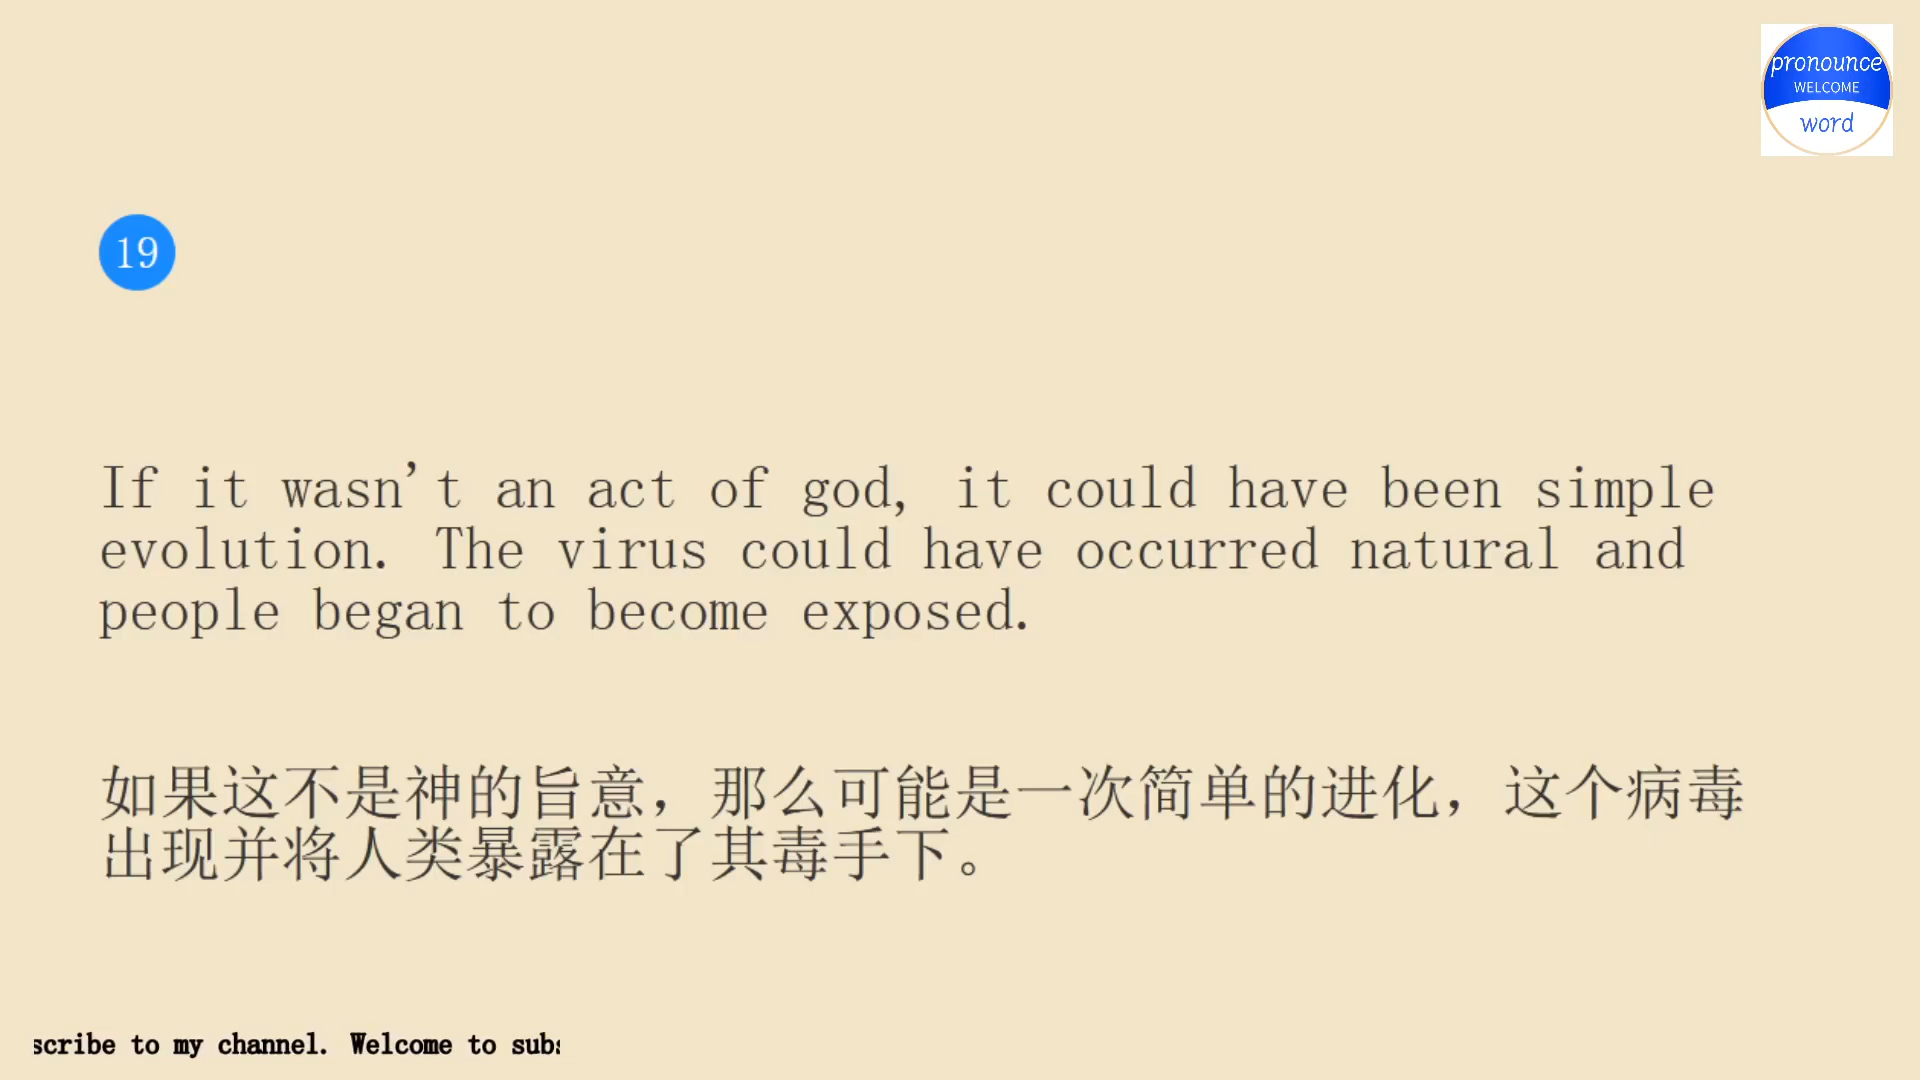 pronounce
WELCOME
word
19
If it wasn't an act of god, it could have been simple
evolution. The virus could have occurred natural and
people began to become exposed.
如果这不是神的旨意，那么可能是一次简单的进化，这个病毒
出现并将人类暴露在了其毒手下。
scribe to my channel. Welcome to subs